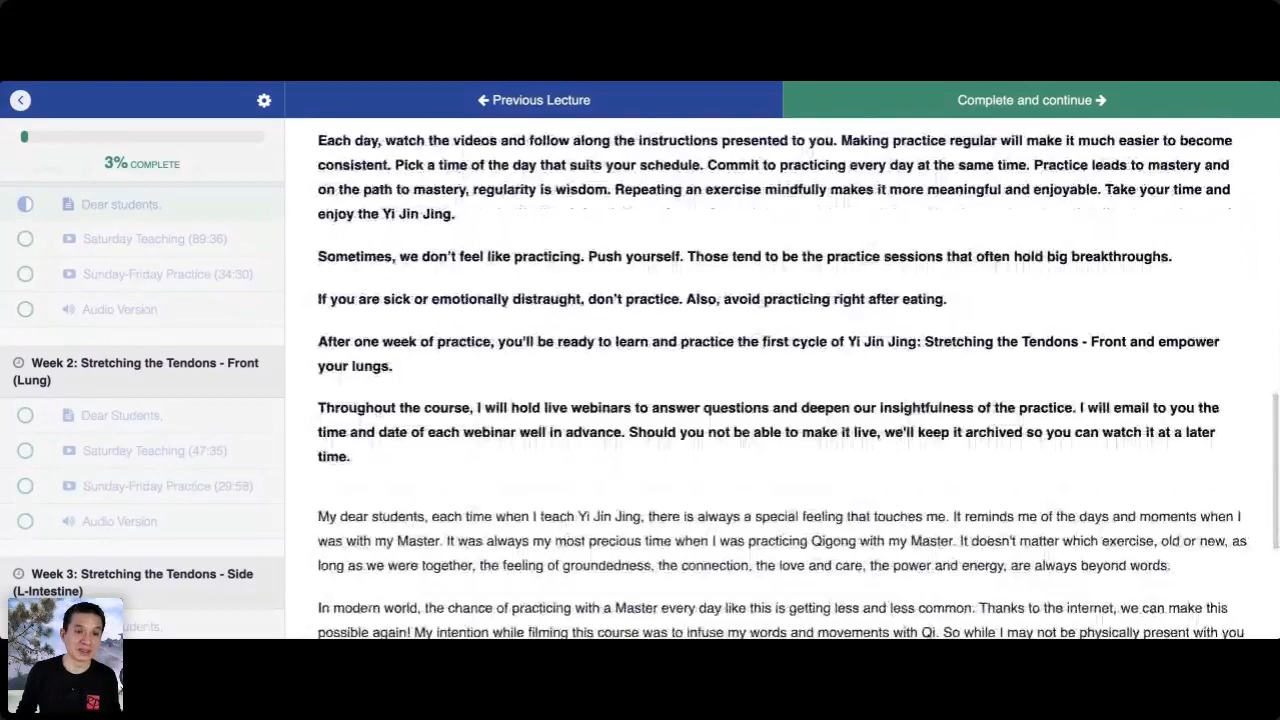 Previous Lecture
Complete and continue
3% COMPLETE
Dear students,
Saturday Teaching (89:36)
Sunday-Friday Practice (34:30)
Audio Version
Week 2: Stretching the Tendons - Front
(Lung)
Dear Students,
Saturday Teaching (47:35)
Sunday-Friday Practice (29:58)
Audio Version
Week 3: Stretching the Tendons - Side
(L-Intestine)
dents,
Each day, watch the videos and follow along the instructions presented to you. Making practice regular will make it much easier to become
consistent. Pick a time of the day that suits your schedule. Commit to practicing every day at the same time. Practice leads to mastery and
on the path to mastery, regularity is wisdom. Repeating an exercise mindfully makes it more meaningful and enjoyable. Take your time and
enjoy the Yi Jin Jing.
Sometimes, we don't feel like practicing. Push yourself. Those tend to be the practice sessions that often hold big breakthroughs.
If you are sick or emotionally distraught, don't practice. Also, avoid practicing right after eating.
After one week of practice, you'll be ready to learn and practice the first cycle of Yi Jin Jing: Stretching the Tendons - Front and empower
your lungs.
Throughout the course, I will hold live webinars to answer questions and deepen our insightfulness of the practice. I will email to you the
time and date of each webinar well in advance. Should you not be able to make it live, we'll keep it archived so you can watch it at a later
time.
My dear students, each time when I teach Yi Jin Jing, there is always a special feeling that touches me. It reminds me of the days and moments when I
was with my Master. It was always my most precious time when I was practicing Qigong with my Master. It doesn't matter which exercise, old or new, as
long as we were together, the feeling of groundedness, the connection, the love and care, the power and energy, are always beyond words.
In modern world, the chance of practicing with a Master every day like this is getting less and less common. Thanks to the internet, we can make this
possible again! My intention while filming this course was to infuse my words and movements with Qi. So while I may not be physically present with you